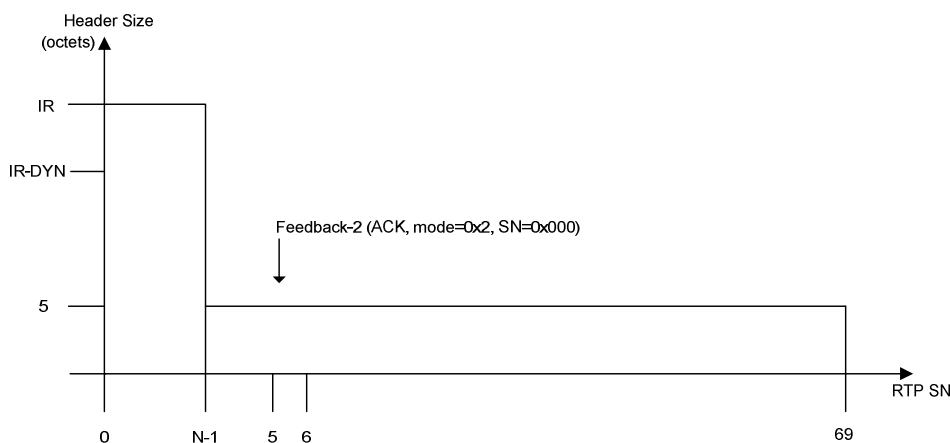 Header Size
(octets)
IR
IR-DYN
Feedback-2 (ACK, mode=0x2, SN=0x000)
5
RTP SN
0 N-1 5 6 69